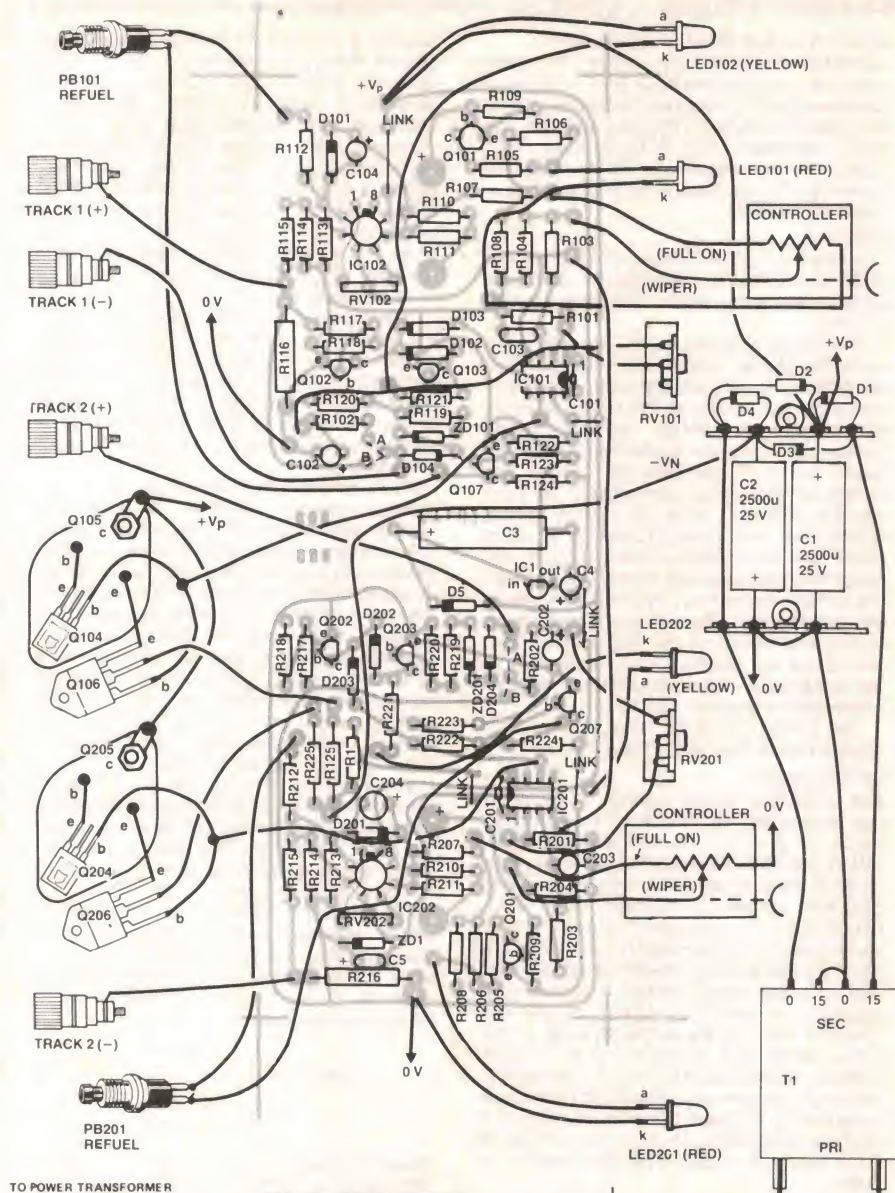 a
k
LED102 (YELLOW)
PB101
REFUEL
+Vp
LINK
D101
R112
C104
R109
b
c
e
Q101
R106
R105
R107
+
a
k
LED101 (RED)
TRACK 1 (+)
1
8
R110
R111
IC102
R115
R114
R113
R108
R104
R103
CONTROLLER
(FULL ON)
(WIPER)
TRACK 1 (−)
0 V
RV102
R117
R118
R116
D103
D102
R101
C103
e
c
b
Q102
e
c
b
Q103
IC101
1
C101
RV101
+Vp
D2
D1
D4
D3
TRACK 2 (+)
R120
R102
R121
R119
ZD101
LINK
A
B
C102
+
D104
e
b
c
Q107
R122
R123
R124
−VN
Q105
c
+Vp
b
e
b
Q104
e
Q106
b
+
C3
C2
2500u
25 V
+
+
C1
2500u
25 V
IC1
out
in
C4
+
D5
LINK
R218
R217
Q202
e
b
c
D202
Q203
e
b
c
R220
R219
ZD201
D204
A
B
R202
C202
+
LED202
k
a
(YELLOW)
0 V
D203
R221
e
b
c
Q207
Q205
c
b
e
b
Q204
e
Q206
b
R212
R225
R125
R1
R223
R222
R224
LINK
LINK
RV201
C204
+
C201
1
IC201
D201
1
8
+
R201
CONTROLLER
0 V
(FULL ON)
(WIPER)
R207
R210
R211
C203
R204
R215
R214
R213
IC202
RV202
Q201
ZD1
+
C5
R216
R208
R206
R205
c
b
e
R209
R203
TRACK 2 (−)
0 V
0
15
0
15
SEC
T1
PRI
PB201
REFUEL
a
k
LED201 (RED)
TO POWER TRANSFORMER